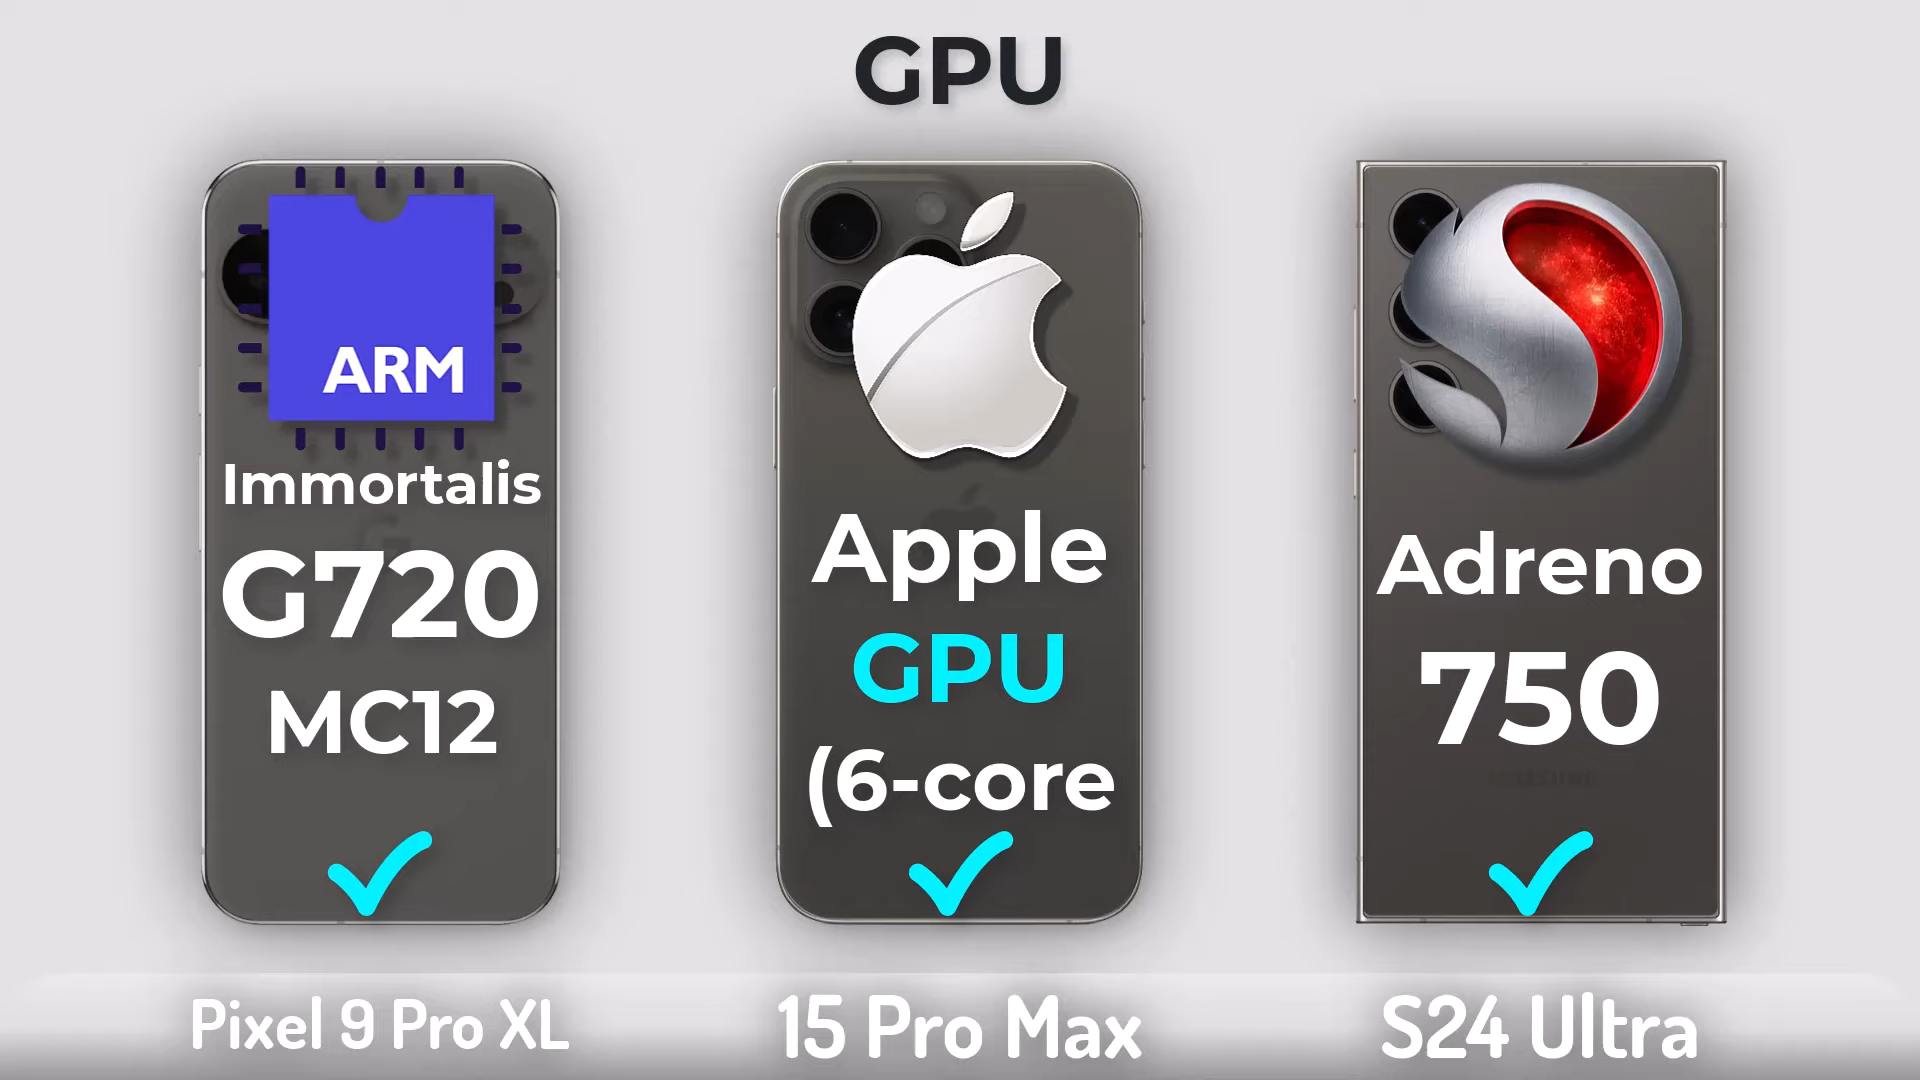 GPU
ARM
Immortalis
G720
MC12
Apple
GPU
(6-core
Adreno
750
Pixel 9 Pro XL
15 Pro Max
S24 Ultra